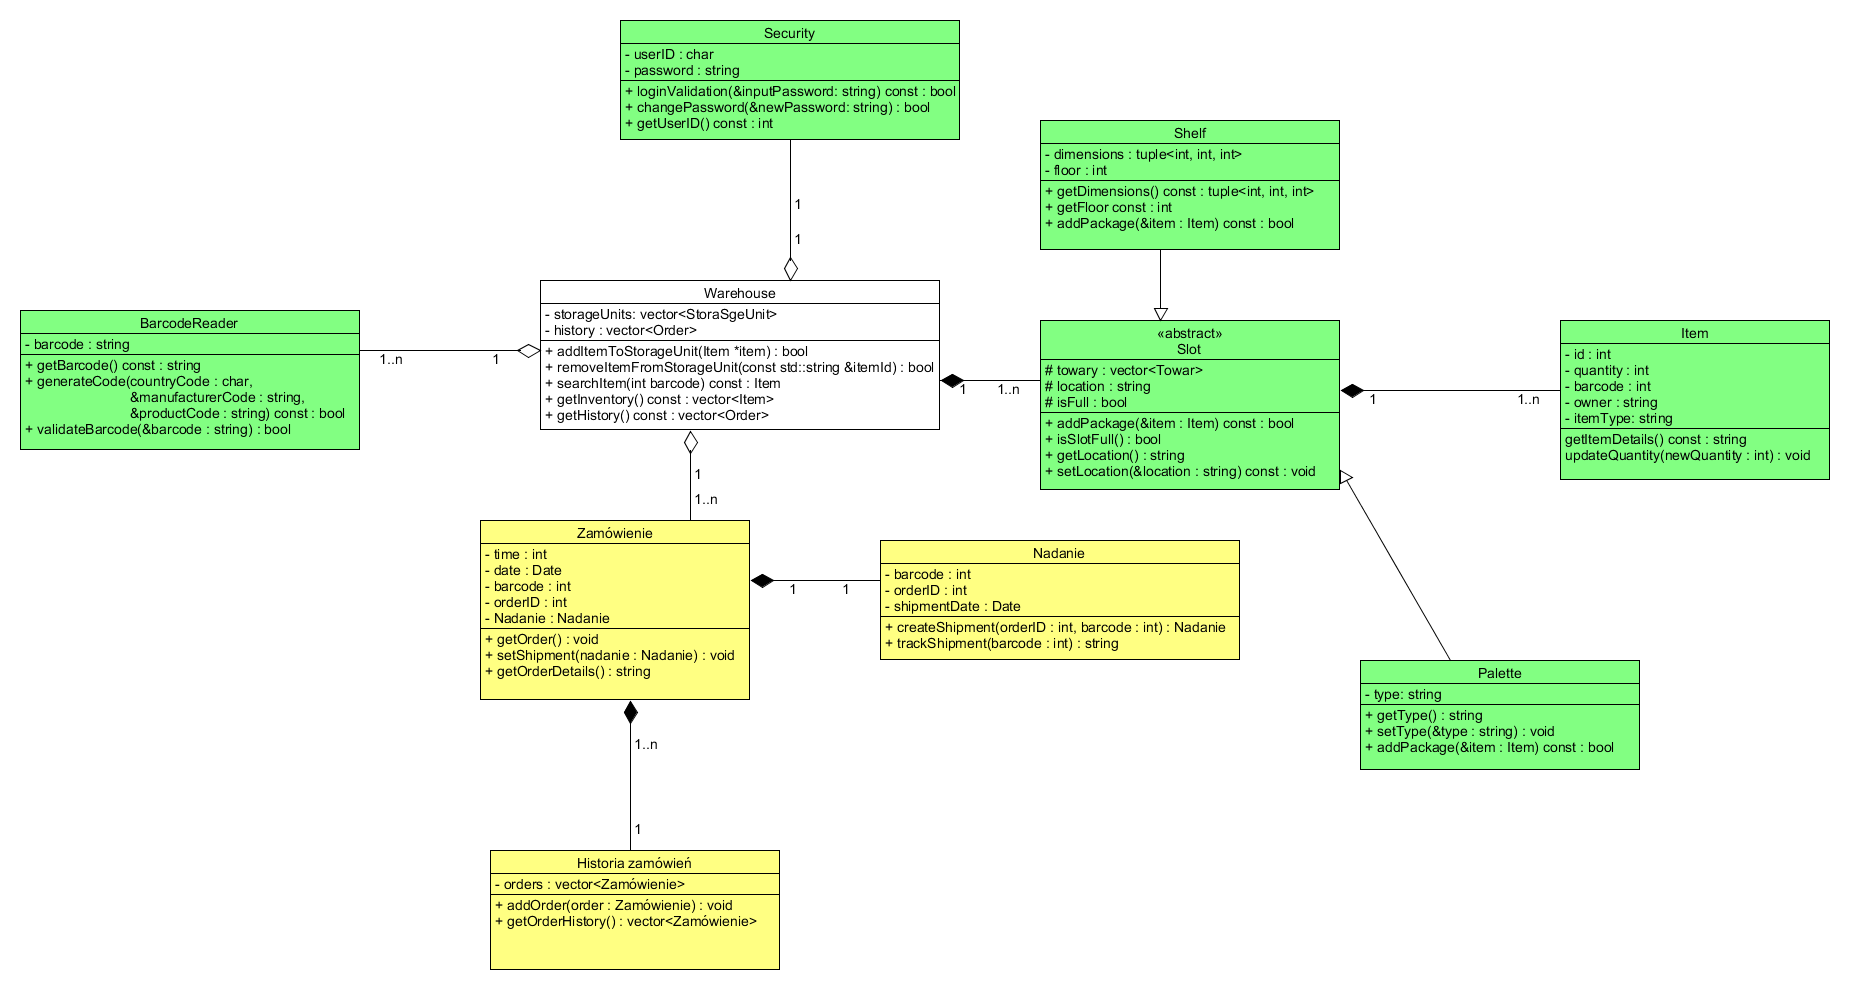 Security
- userID : char
- password : string
+ loginValidation(&inputPassword: string) const : bool
+ changePassword(&newPassword: string) : bool
+ getUserID() const : int
1
1
Shelf
- dimensions : tuple<int, int, int>
- floor : int
+ getDimensions() const : tuple<int, int, int>
+ getFloor const : int
+ addPackage(&item : Item) const : bool
BarcodeReader
- barcode : string
+ getBarcode() const : string
+ generateCode(countryCode : char,
&manufacturerCode : string,
&productCode : string) const : bool
+ validateBarcode(&barcode : string) : bool
1..n
1
Warehouse
- storageUnits: vector<StoraSgeUnit>
- history : vector<Order>
+ addItemToStorageUnit(Item *item) : bool
+ removeItemFromStorageUnit(const std::string &itemId) : bool
+ searchItem(int barcode) const : Item
+ getInventory() const : vector<Item>
+ getHistory() const : vector<Order>
1
1..n
«abstract»
Slot
# towary : vector<Towar>
# location : string
# isFull : bool
+ addPackage(&item : Item) const : bool
+ isSlotFull() : bool
+ getLocation() : string
+ setLocation(&location : string) const : void
1
1..n
Item
- id : int
- quantity : int
- barcode : int
- owner : string
- itemType: string
getItemDetails() const : string
updateQuantity(newQuantity : int) : void
1
1..n
Zamówienie
- time : int
- date : Date
- barcode : int
- orderID : int
- Nadanie : Nadanie
+ getOrder() : void
+ setShipment(nadanie : Nadanie) : void
+ getOrderDetails() : string
1
1
Nadanie
- barcode : int
- orderID : int
- shipmentDate : Date
+ createShipment(orderID : int, barcode : int) : Nadanie
+ trackShipment(barcode : int) : string
Palette
- type: string
+ getType() : string
+ setType(&type : string) : void
+ addPackage(&item : Item) const : bool
1..n
1
Historia zamówień
- orders : vector<Zamówienie>
+ addOrder(order : Zamówienie) : void
+ getOrderHistory() : vector<Zamówienie>